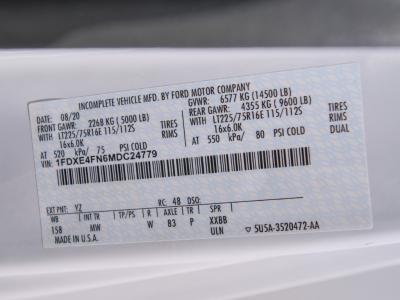 INCOMPLETE VEHICLE MFD. BY FORD MOTOR COMPANY
08/20 GVWR: 6577 KG (14500 LB)
FRONT GAWR: 2268 KG (5000 LB) REAR GAWR: 4355 KG (9600 LB)
LT225/75R16E 115/112S TIRES LT225/75R16E 115/112S TIRES
16x6.0K RIMS 16x6.0K RIMS
AT 520 kPa/ 75 PSI COLD AT 550 kPa/ 80 PSI COLD DUAL
VIN: 1FDXE4FN6MDC24779
EXT PNT: YZ RC: 48 DSO:
WB INT TR TP/PS R AX TR SPR
158 MW W 83 P XXBB
MADE IN U.S.A. ULN 5U5A-3520472-AA